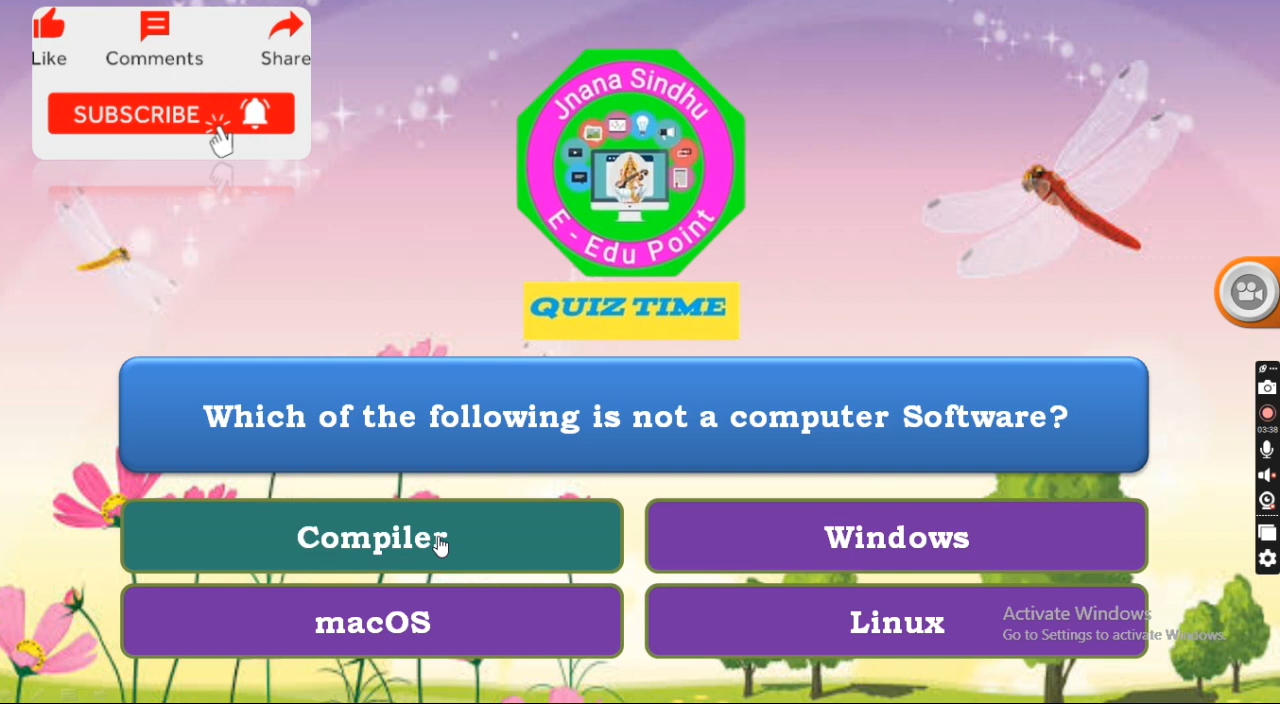 Like Comments Share
SUBSCRIBE
Jnana Sindhu
E - Edu Point
QUIZ TIME
Which of the following is not a computer Software?
Compiler
Windows
macOS
Linux
Activate Windows
Go to Settings to activate Windows.
03:38